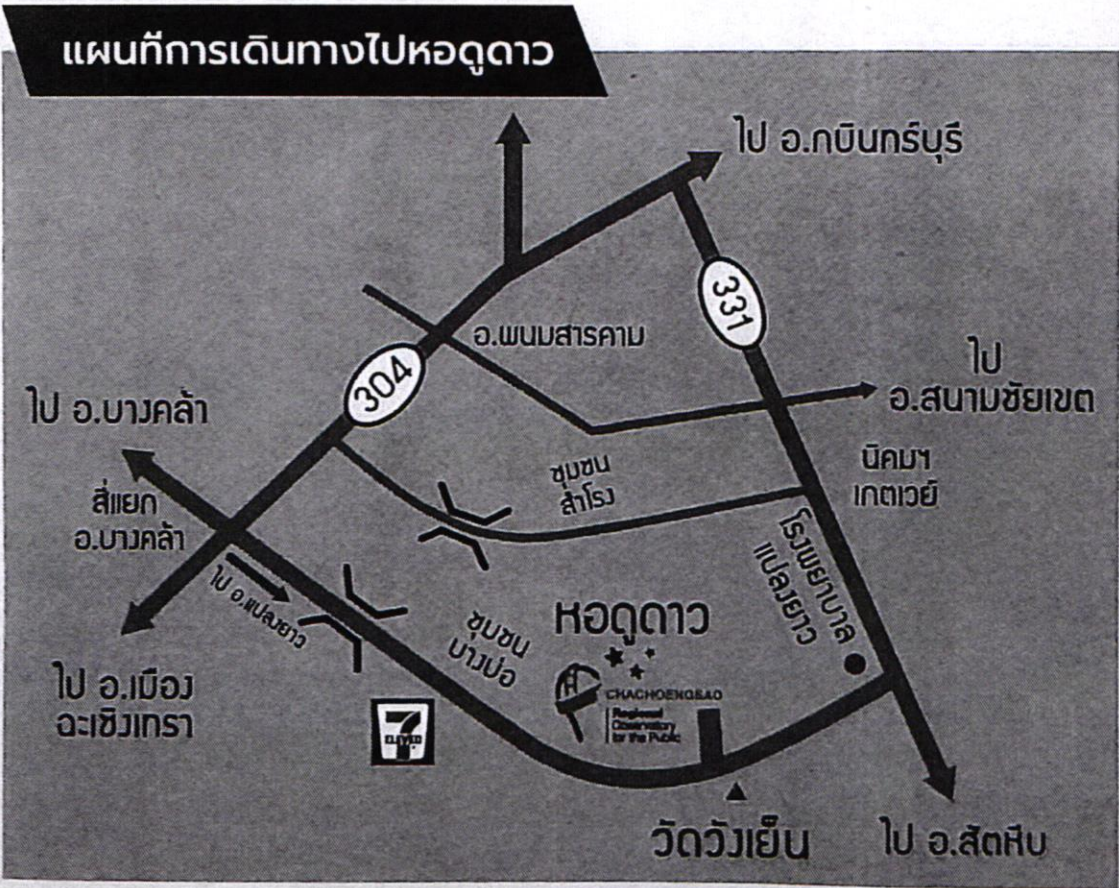 แผนที่การเดินทางไปหอดูดาว
ไป อ.กบินทร์บุรี
331
อ.พนมสารคาม
304
ไป
อ.สนามชัยเขต
ไป อ.บางคล้า
นิคมฯ
เกตเวย์
ชุมชน
สำโรง
สี่แยก
อ.บางคล้า
โรงพยาบาล
แปลงยาว
ไป อ.แปลงยาว
หอดูดาว
ชุมชน
บางบ่อ
CHACHOENGSAO
Regional
Observatory
for the Public
ไป อ.เมือง
ฉะเชิงเทรา
7
ELEVEN
วัดวังเย็น
ไป อ.สัตหีบ